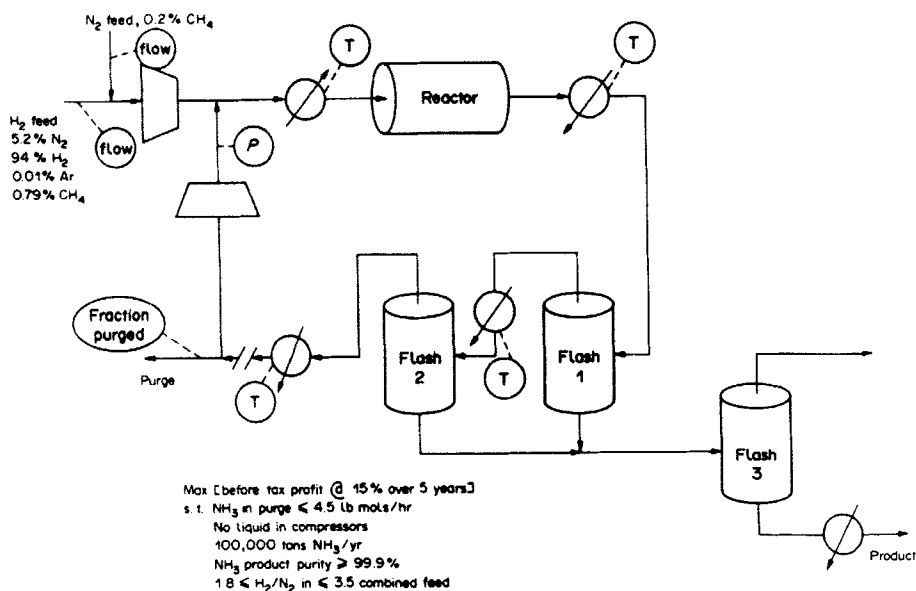 N₂ feed, 0.2% CH₄
flow
T
T
Reactor
H₂ feed
5.2% N₂
94% H₂
0.01% Ar
0.79% CH₄
flow
P
Fraction
purged
Purge
T
Flash
2
T
Flash
1
Flash
3
Product
Max [before tax profit @ 15% over 5 years]
s.t. NH₃ in purge ≤ 4.5 lb mols/hr
No liquid in compressors
100,000 tons NH₃/yr
NH₃ product purity ≥ 99.9%
1 8 ≤ H₂/N₂ in ≤ 3.5 combined feed